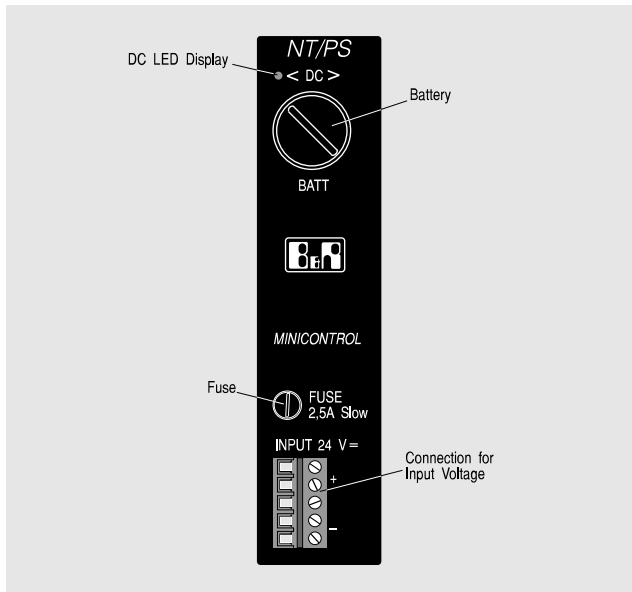 NT/PS
DC LED Display
< DC >
Battery
BATT
B&R
MINICONTROL
Fuse
FUSE
2,5A Slow
INPUT 24 V=
Connection for
Input Voltage
+
−